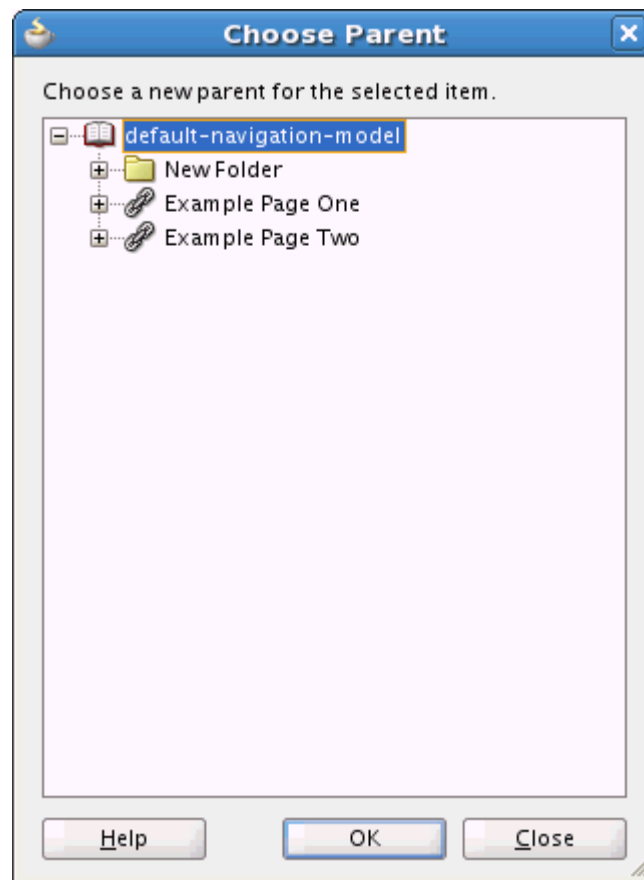 Choose Parent
Choose a new parent for the selected item.
default-navigation-model
New Folder
Example Page One
Example Page Two
Help OK Close